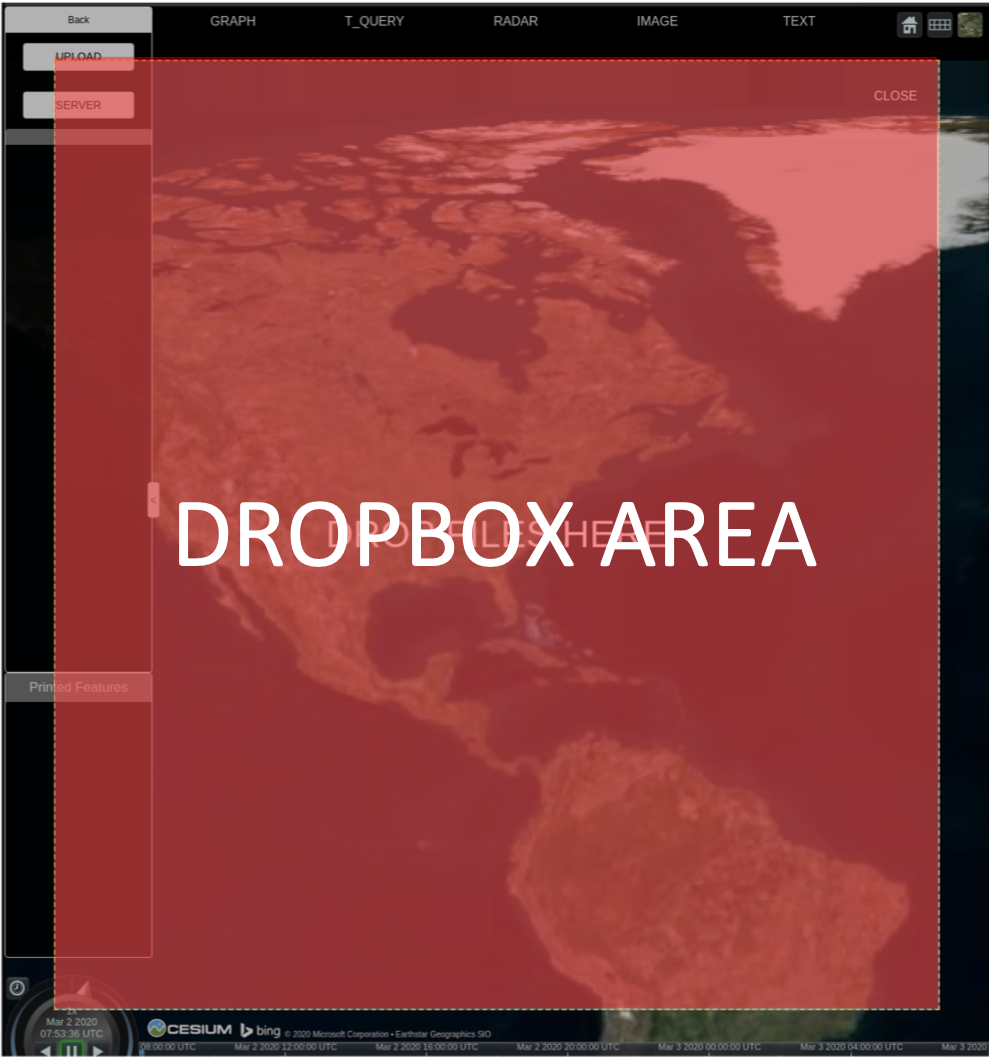 Back
GRAPH
T_QUERY
RADAR
IMAGE
TEXT
UPLOAD
SERVER
CLOSE
<
DROP FILES HERE
DROPBOX AREA
Printed Features
1x
Mar 2 2020
07:53:36 UTC
CESIUM bing © 2020 Microsoft Corporation • Earthstar Geographics SIO
08:00:00 UTC Mar 2 2020 12:00:00 UTC Mar 2 2020 16:00:00 UTC Mar 2 2020 20:00:00 UTC Mar 3 2020 00:00:00 UTC Mar 3 2020 04:00:00 UTC Mar 3 2020